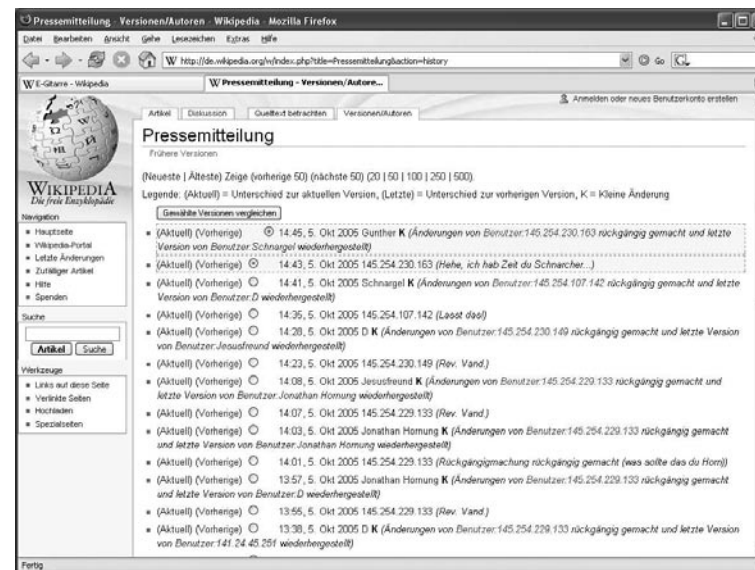 Pressemitteilung - Versionen/Autoren - Wikipedia - Mozilla Firefox
Datei Bearbeiten Ansicht Gehe Lesezeichen Extras Hilfe
http://de.wikipedia.org/w/index.php?title=Pressemitteilung&action=history
Go
E-Gitarre - Wikipedia
Pressemitteilung - Versionen/Autore...
Anmelden oder neues Benutzerkonto erstellen
Artikel Diskussion Quelltext betrachten Versionen/Autoren
Pressemitteilung
Frühere Versionen
(Neueste | Älteste) Zeige (vorherige 50) (nächste 50) (20 | 50 | 100 | 250 | 500).
Legende: (Aktuell) = Unterschied zur aktuellen Version, (Letzte) = Unterschied zur vorherigen Version, K = Kleine Änderung
Gewählte Versionen vergleichen
(Aktuell) (Vorherige) 14:45, 5. Okt 2005 Gunther K (Änderungen von Benutzer:145.254.230.163 rückgängig gemacht und letzte
Version von Benutzer:Schnargel wiederhergestellt)
(Aktuell) (Vorherige) 14:43, 5. Okt 2005 145.254.230.163 (Hehe, ich hab Zeit du Schnarcher...)
(Aktuell) (Vorherige) 14:41, 5. Okt 2005 Schnargel K (Änderungen von Benutzer:145.254.107.142 rückgängig gemacht und letzte
Version von Benutzer:D wiederhergestellt)
(Aktuell) (Vorherige) 14:35, 5. Okt 2005 145.254.107.142 (Lasst das!)
(Aktuell) (Vorherige) 14:28, 5. Okt 2005 D K (Änderungen von Benutzer:145.254.230.149 rückgängig gemacht und letzte Version
von Benutzer:Jesusfreund wiederhergestellt)
(Aktuell) (Vorherige) 14:23, 5. Okt 2005 145.254.230.149 (Rev. Vand.)
(Aktuell) (Vorherige) 14:08, 5. Okt 2005 Jesusfreund K (Änderungen von Benutzer:145.254.229.133 rückgängig gemacht und
letzte Version von Benutzer:Jonathan Hornung wiederhergestellt)
(Aktuell) (Vorherige) 14:07, 5. Okt 2005 145.254.229.133 (Rev. Vand.)
(Aktuell) (Vorherige) 14:03, 5. Okt 2005 Jonathan Hornung K (Änderungen von Benutzer:145.254.229.133 rückgängig gemacht
und letzte Version von Benutzer:Jonathan Hornung wiederhergestellt)
(Aktuell) (Vorherige) 14:01, 5. Okt 2005 145.254.229.133 (Rückgängigmachung rückgängig gemacht (was sollte das du Horn))
(Aktuell) (Vorherige) 13:57, 5. Okt 2005 Jonathan Hornung K (Änderungen von Benutzer:145.254.229.133 rückgängig gemacht
und letzte Version von Benutzer:D wiederhergestellt)
(Aktuell) (Vorherige) 13:55, 5. Okt 2005 145.254.229.133 (Rev. Vand.)
(Aktuell) (Vorherige) 13:38, 5. Okt 2005 D K (Änderungen von Benutzer:145.254.229.133 rückgängig gemacht und letzte Version
von Benutzer:141.24.45.251 wiederhergestellt)
WIKIPEDIA
Die freie Enzyklopädie
Navigation
Hauptseite
Wikipedia-Portal
Letzte Änderungen
Zufälliger Artikel
Hilfe
Spenden
Suche
Artikel Suche
Werkzeuge
Links auf diese Seite
Verlinkte Seiten
Hochladen
Spezialseiten
Fertig